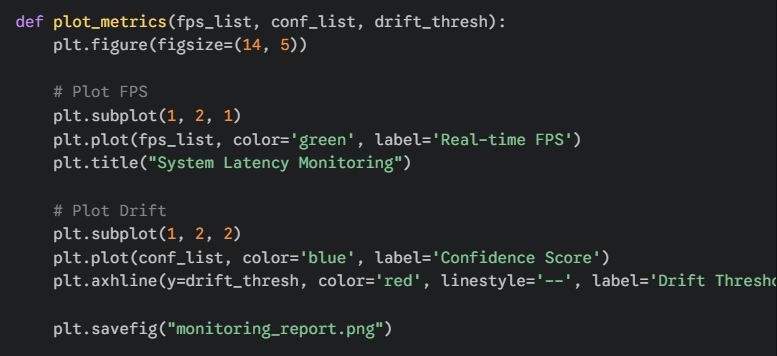 def plot_metrics(fps_list, conf_list, drift_thresh):
    plt.figure(figsize=(14, 5))

    # Plot FPS
    plt.subplot(1, 2, 1)
    plt.plot(fps_list, color='green', label='Real-time FPS')
    plt.title("System Latency Monitoring")

    # Plot Drift
    plt.subplot(1, 2, 2)
    plt.plot(conf_list, color='blue', label='Confidence Score')
    plt.axhline(y=drift_thresh, color='red', linestyle='--', label='Drift

    plt.savefig("monitoring_report.png")